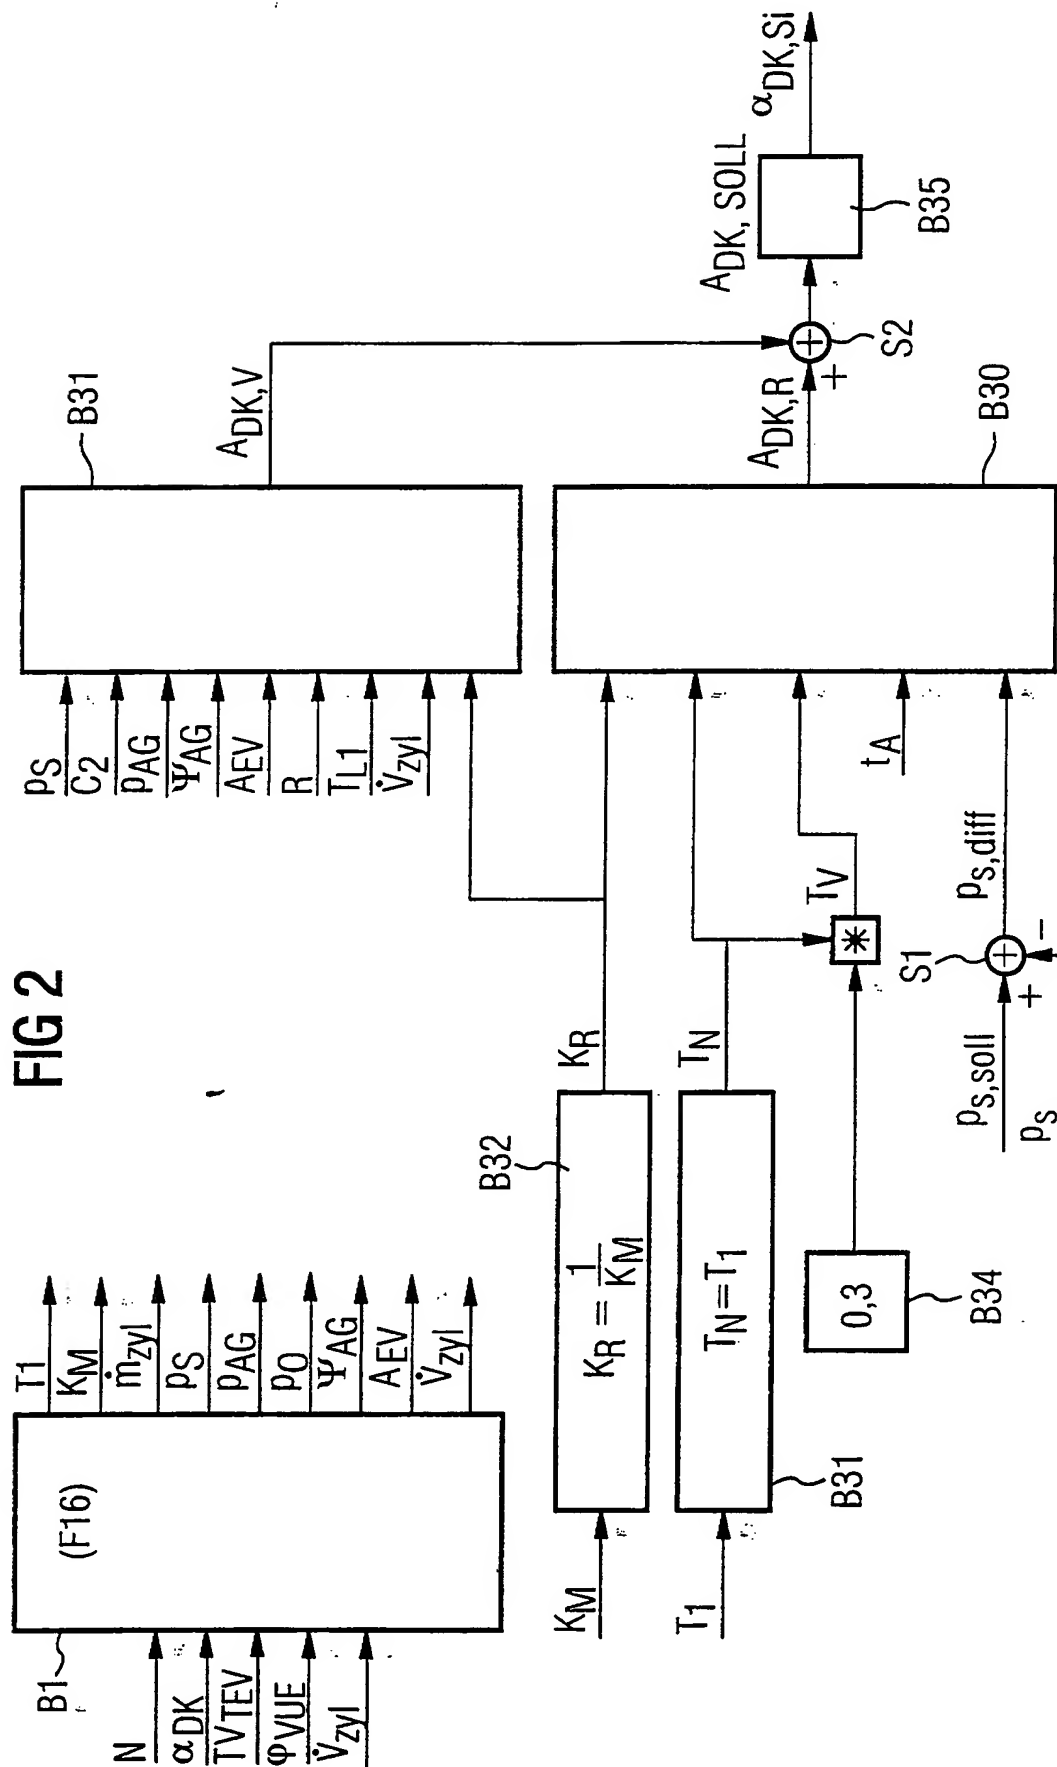 FIG 2
B1
(F16)
N
αDK
TVTEV
φVUE
V̇zyl
T1
KM
ṁzyl
pS
pAG
p0
ΨAG
AEV
V̇zyl
pS
C2
pAG
ΨAG
AEV
R
TL1
V̇zyl
B31
ADK,V
KM
KR = 1/KM
B32
KR
T1
TN=T1
B31
TN
0,3
B34
*
TV
tA
ps,soll
+
ps
-
+
S1
ps,diff
B30
ADK,R
+
+
S2
ADK, SOLL
B35
αDK,Si